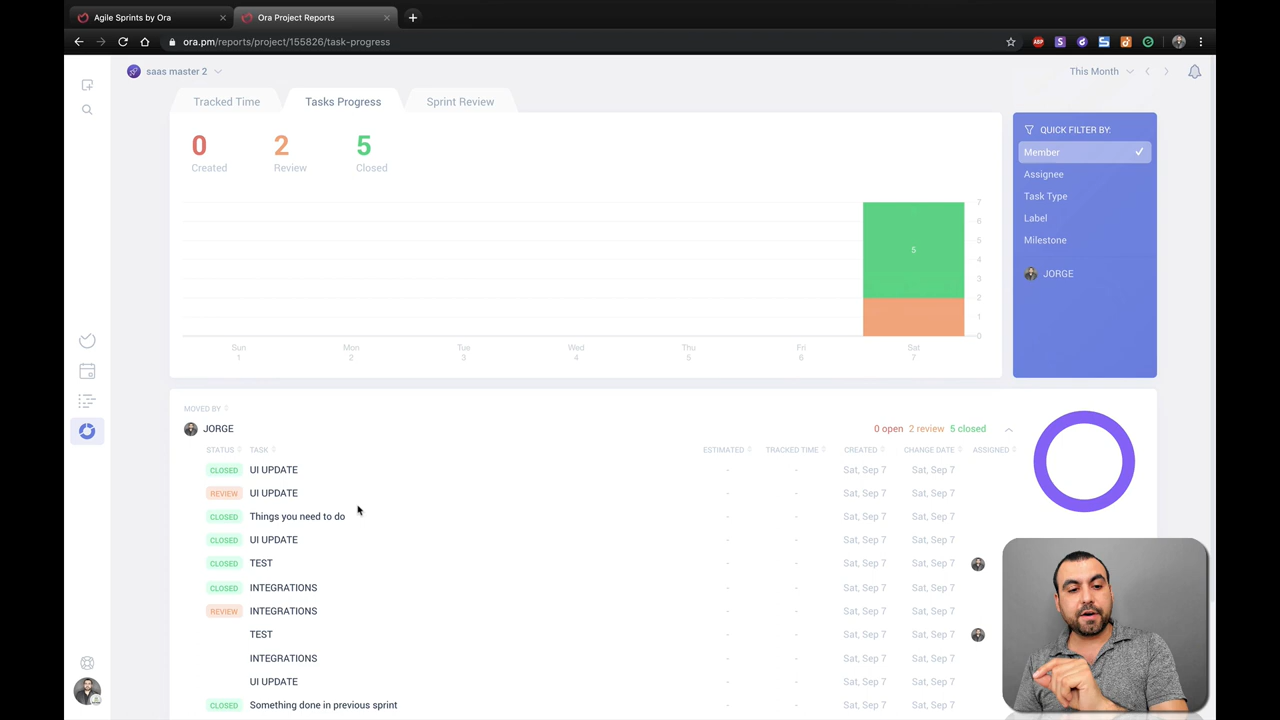 Agile Sprints by Ora
Ora Project Reports
ora.pm/reports/project/155826/task-progress
ABP
S
saas master 2
This Month
Tracked Time
Tasks Progress
Sprint Review
0
2
5
Created
Review
Closed
7
6
5
4
3
2
1
0
5
Sun
1
Mon
2
Tue
3
Wed
4
Thu
5
Fri
6
Sat
7
QUICK FILTER BY:
Member
Assignee
Task Type
Label
Milestone
JORGE
MOVED BY
JORGE
0 open 2 review 5 closed
STATUS TASK ESTIMATED TRACKED TIME CREATED CHANGE DATE ASSIGNED
CLOSED UI UPDATE - - Sat, Sep 7 Sat, Sep 7
REVIEW UI UPDATE - - Sat, Sep 7 Sat, Sep 7
CLOSED Things you need to do - - Sat, Sep 7 Sat, Sep 7
CLOSED UI UPDATE - - Sat, Sep 7 Sat, Sep 7
CLOSED TEST - - Sat, Sep 7 Sat, Sep 7
CLOSED INTEGRATIONS - - Sat, Sep 7 Sat, Sep 7
REVIEW INTEGRATIONS - - Sat, Sep 7 Sat, Sep 7
TEST - - Sat, Sep 7 Sat, Sep 7
INTEGRATIONS - - Sat, Sep 7 Sat, Sep 7
UI UPDATE - - Sat, Sep 7 Sat, Sep 7
CLOSED Something done in previous sprint - - Sat, Sep 7 Sat, Sep 7